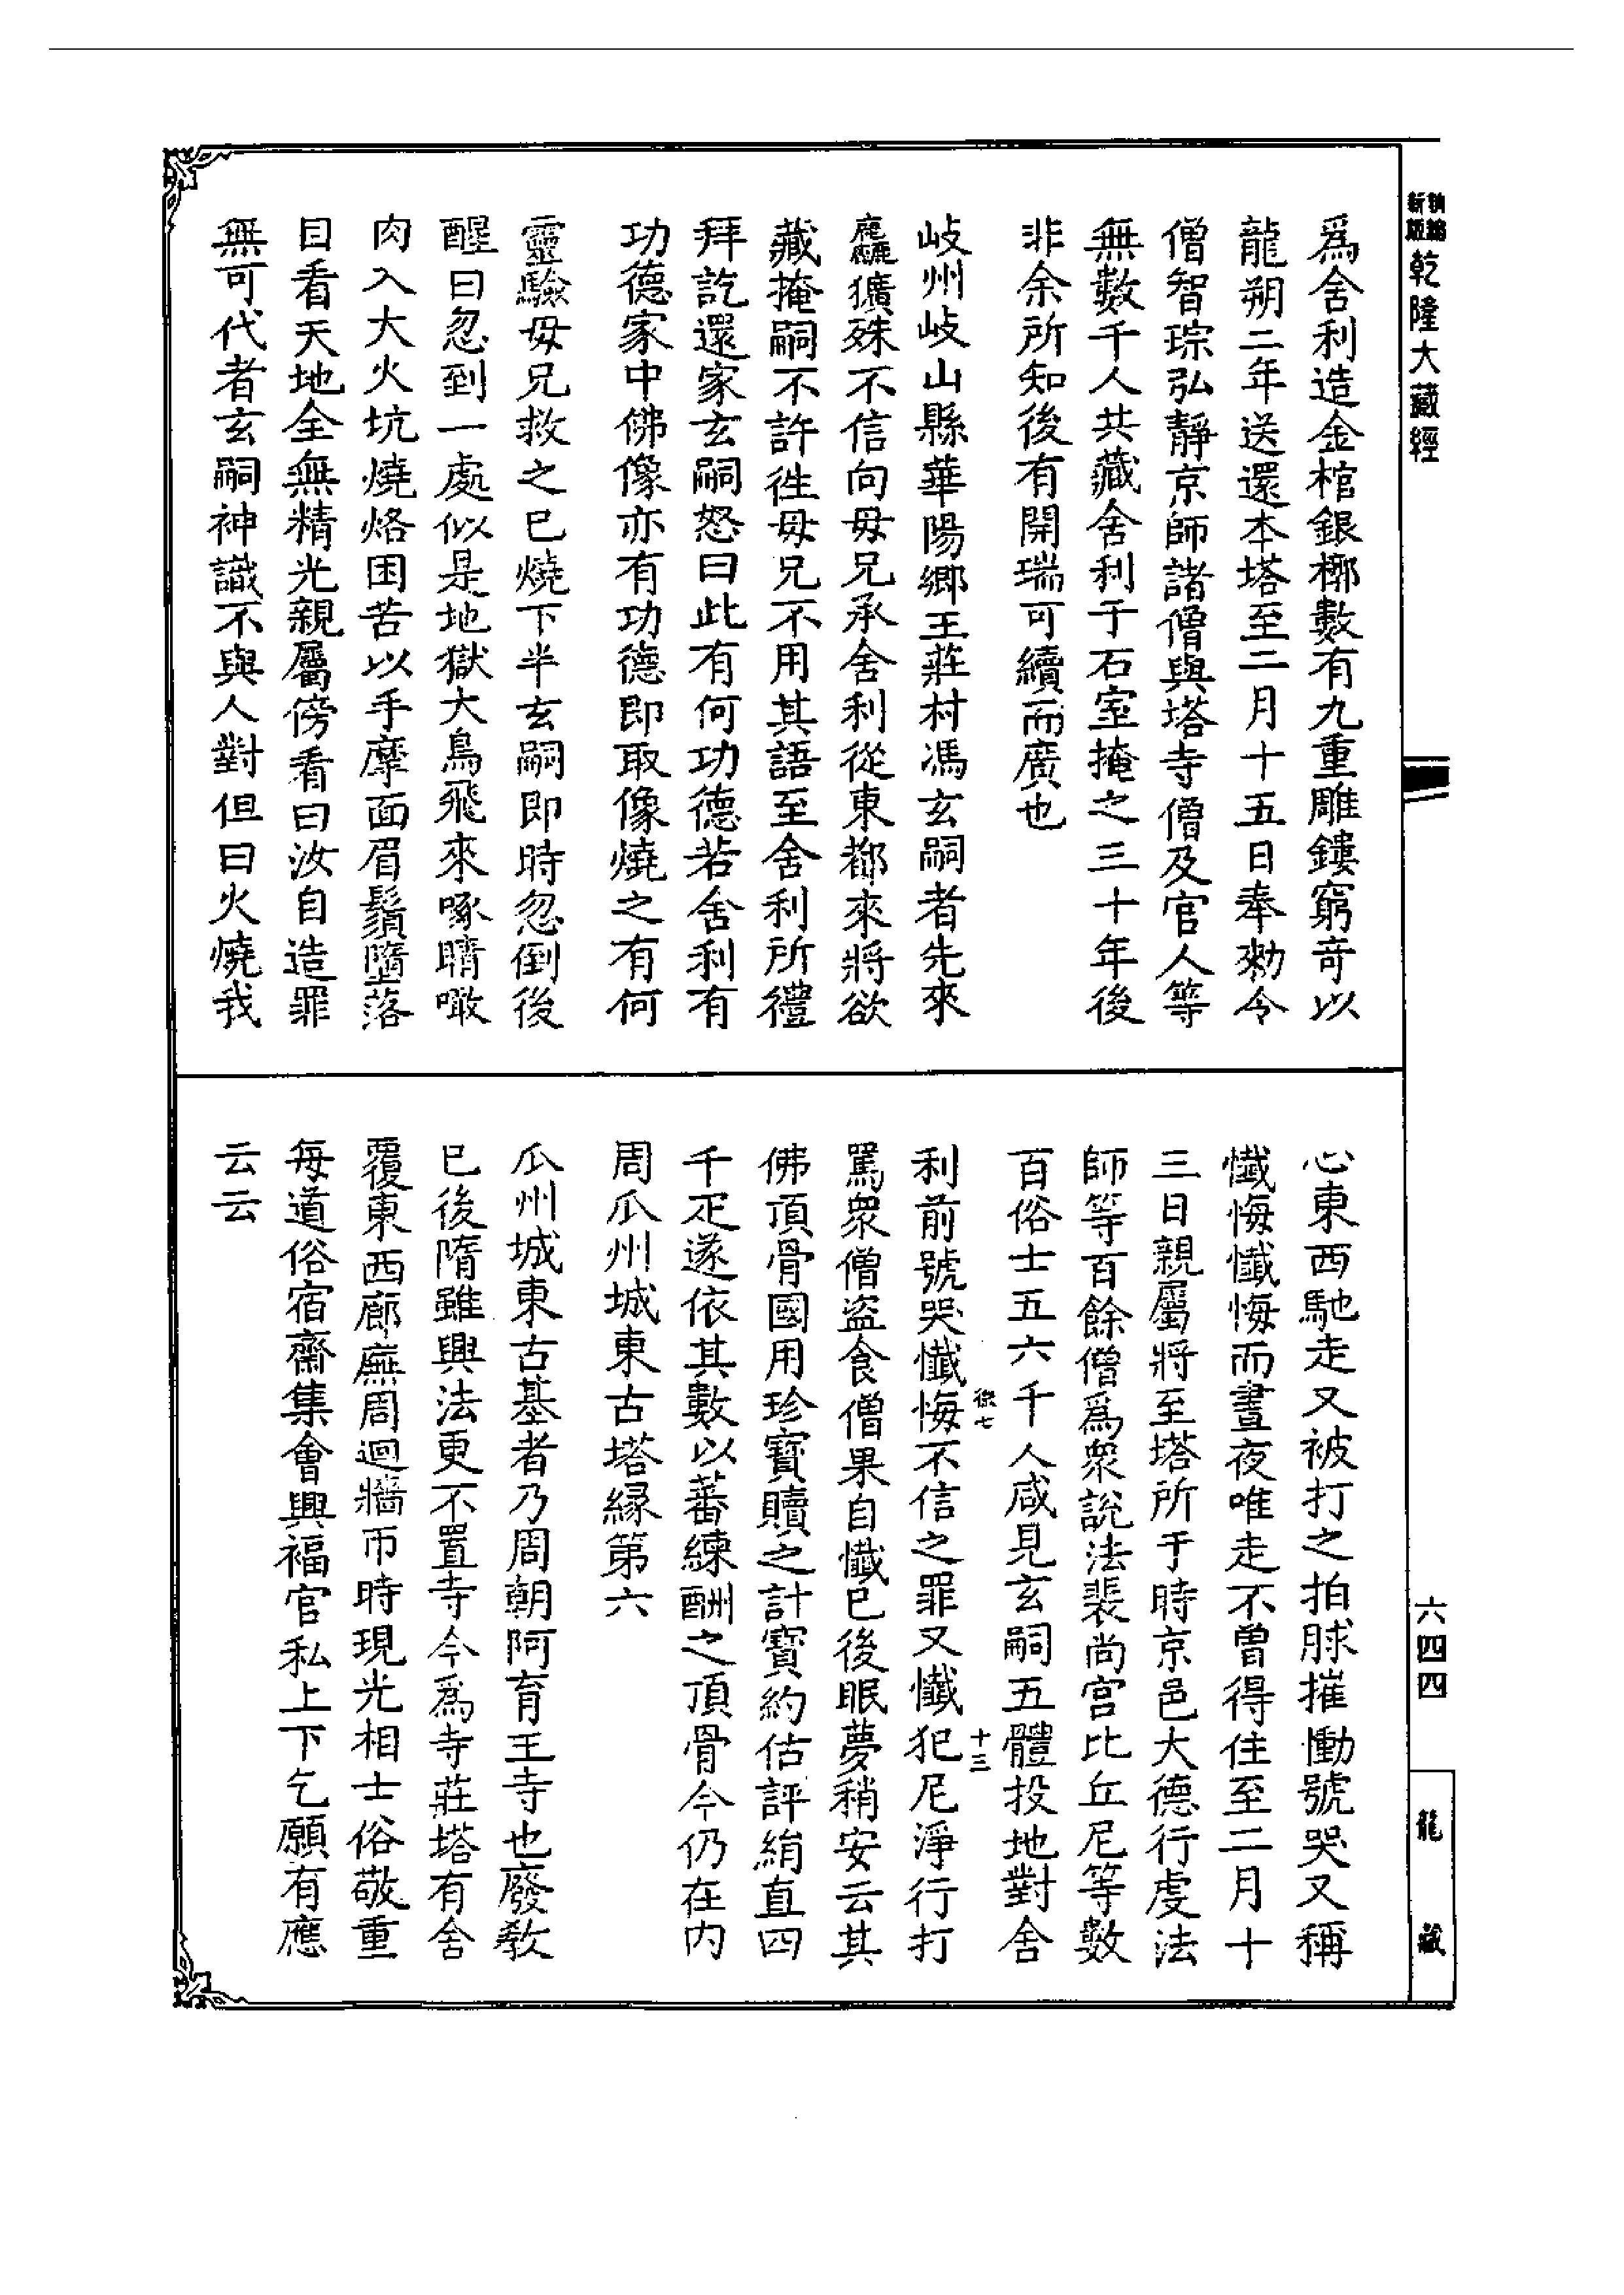 新編
新版
乾隆大藏經
爲舍利造金棺銀槨數有九重雕鏤窮奇以
龍朔二年送還本塔至二月十五日奉勑令
僧智琮弘靜京師諸僧與塔寺僧及官人等
無數千人共藏舍利于石室掩之三十年後
非余所知後有開瑞可續而廣也
岐州岐山縣華陽鄉王莊村馮玄嗣者先來
麤獷殊不信向毋兄承舍利從東都來將欲
藏掩嗣不許徃毋兄不用其語至舍利所禮
拜訖還家玄嗣怒曰此有何功德若舍利有
功德家中佛像亦有功德即取像燒之有何
靈驗毋兄救之已燒下半玄嗣即時忽倒後
醒曰忽到一處似是地獄大鳥飛來啄睛噉
肉入大火坑燒烙困苦以手摩面眉鬚墮落
目看天地全無精光親屬傍看曰汝自造罪
無可代者玄嗣神識不與人對但曰火燒我
心東西馳走又被打之拍膝摧慟號哭又稱
懺悔懺悔而晝夜唯走不曾得住至二月十
三日親屬將至塔所于時京邑大德行虔法
師等百餘僧爲衆說法裴尚宮比丘尼等數
百俗士五六千人咸見玄嗣五體投地對舍
十三
利前號哭懺悔不信之罪又懺犯尼淨行打
罵衆僧盜食僧果自懺已後眠夢稍安云其
佛頂骨國用珍寶贖之計寶約估評絹直四
千疋遂依其數以蕃練酬之頂骨今仍在内
周瓜州城東古塔緣第六
瓜州城東古基者乃周朝阿育王寺也廢教
已後隋雖興法更不置寺今爲寺莊塔有舍
覆東西廊廡周迴牆帀時現光相士俗敬重
每道俗宿齋集會興福官私上下乞願有應
云云
六四四
龍藏